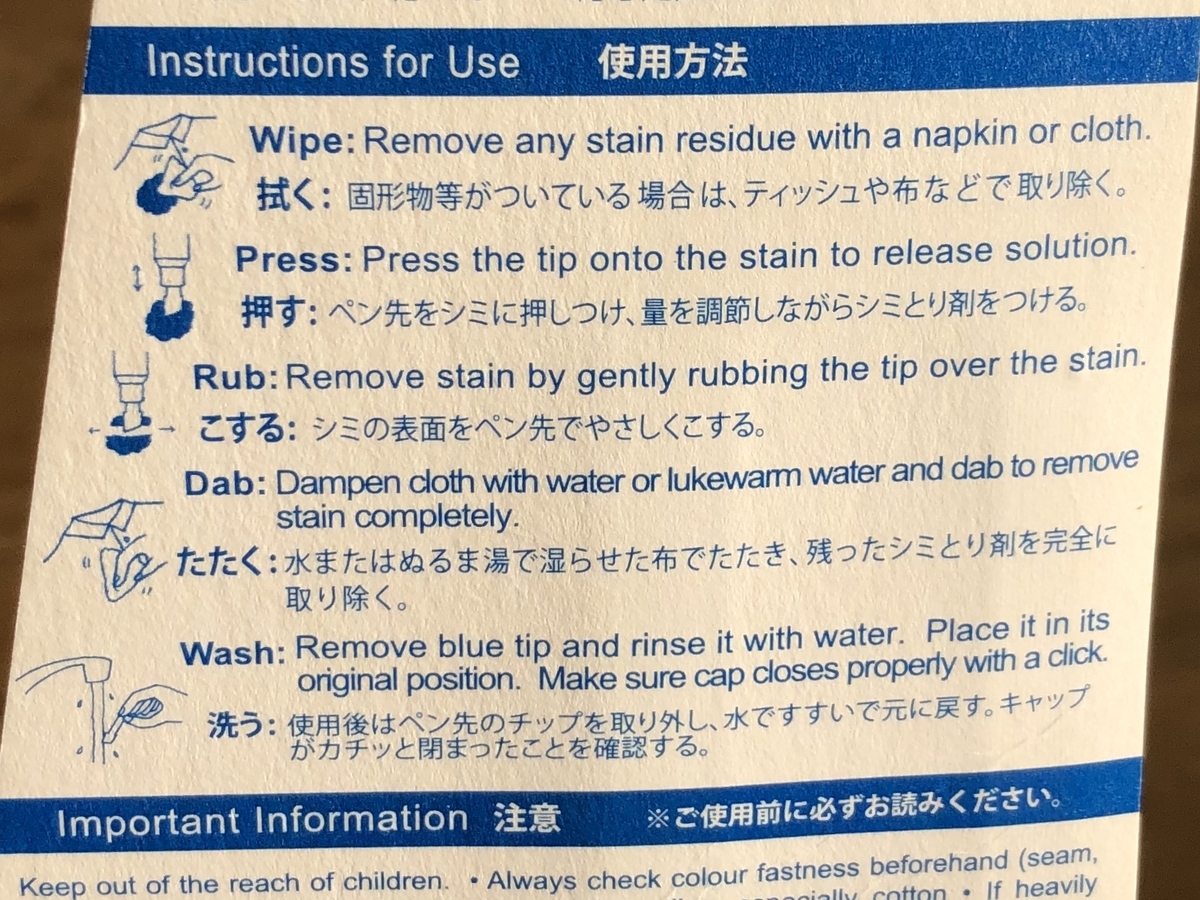 Instructions for Use 使用方法
Wipe: Remove any stain residue with a napkin or cloth.
拭く: 固形物等がついている場合は、ティッシュや布などで取り除く。
Press: Press the tip onto the stain to release solution.
押す: ペン先をシミに押しつけ、量を調節しながらシミとり剤をつける。
Rub: Remove stain by gently rubbing the tip over the stain.
こする: シミの表面をペン先でやさしくこする。
Dab: Dampen cloth with water or lukewarm water and dab to remove
stain completely.
たたく: 水またはぬるま湯で湿らせた布でたたき、残ったシミとり剤を完全に
取り除く。
Wash: Remove blue tip and rinse it with water. Place it in its
original position. Make sure cap closes properly with a click.
洗う: 使用後はペン先のチップを取り外し、水ですすいで元に戻す。キャップ
がカチッと閉まったことを確認する。
Important Information 注意 ※ご使用前に必ずお読みください。
Keep out of the reach of children. • Always check colour fastness beforehand (seam,
especially cotton • If heavily